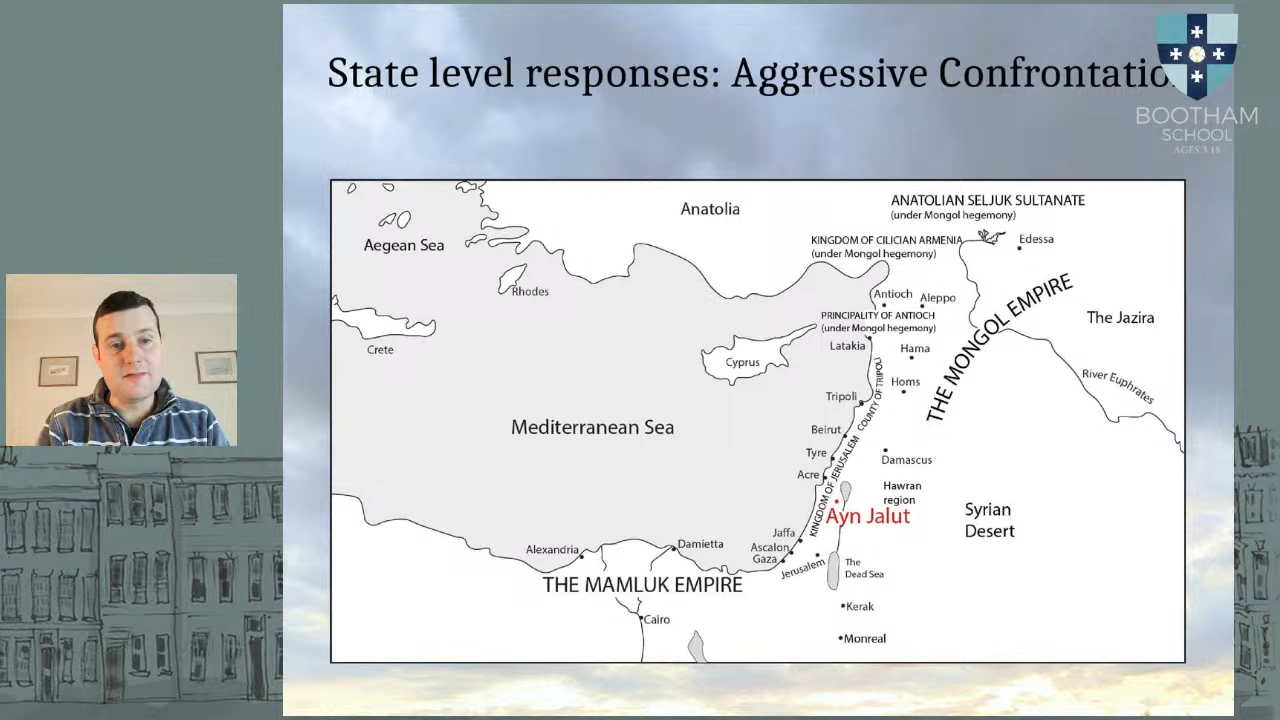 State level responses: Aggressive Confrontatio
BOOTHAM
SCHOOL
AGES 3-18
Anatolia
ANATOLIAN SELJUK SULTANATE
(under Mongol hegemony)
Aegean Sea
KINGDOM OF CILICIAN ARMENIA
(under Mongol hegemony)
Edessa
Rhodes
Antioch
Aleppo
THE MONGOL EMPIRE
The Jazira
PRINCIPALITY OF ANTIOCH
(under Mongol hegemony)
Crete
Cyprus
Latakia
Hama
River Euphrates
Homs
COUNTY OF TRIPOLI
Tripoli
Mediterranean Sea
Beirut
Tyre
Damascus
Acre
KINGDOM OF JERUSALEM
Hawran
region
Ayn Jalut
Syrian
Desert
Jaffa
Alexandria
Damietta
Ascalon
Gaza
Jerusalem
The
Dead Sea
THE MAMLUK EMPIRE
Cairo
Kerak
Monreal